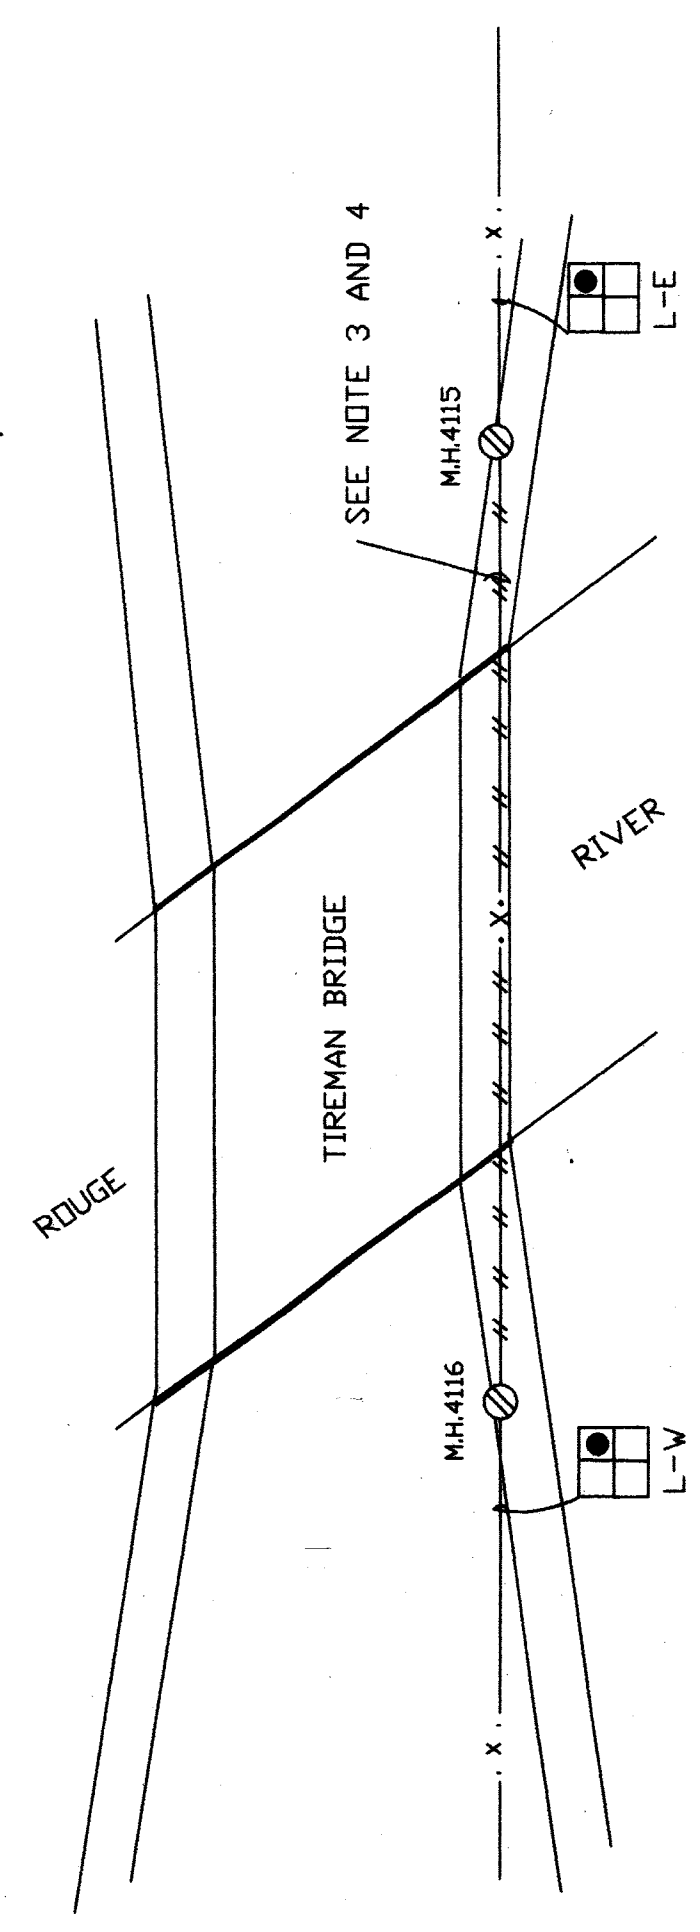 ROUGE
TIREMAN BRIDGE
RIVER
SEE NOTE 3 AND 4
M.H.4116
M.H.4115
L-W
L-E
X
X
X